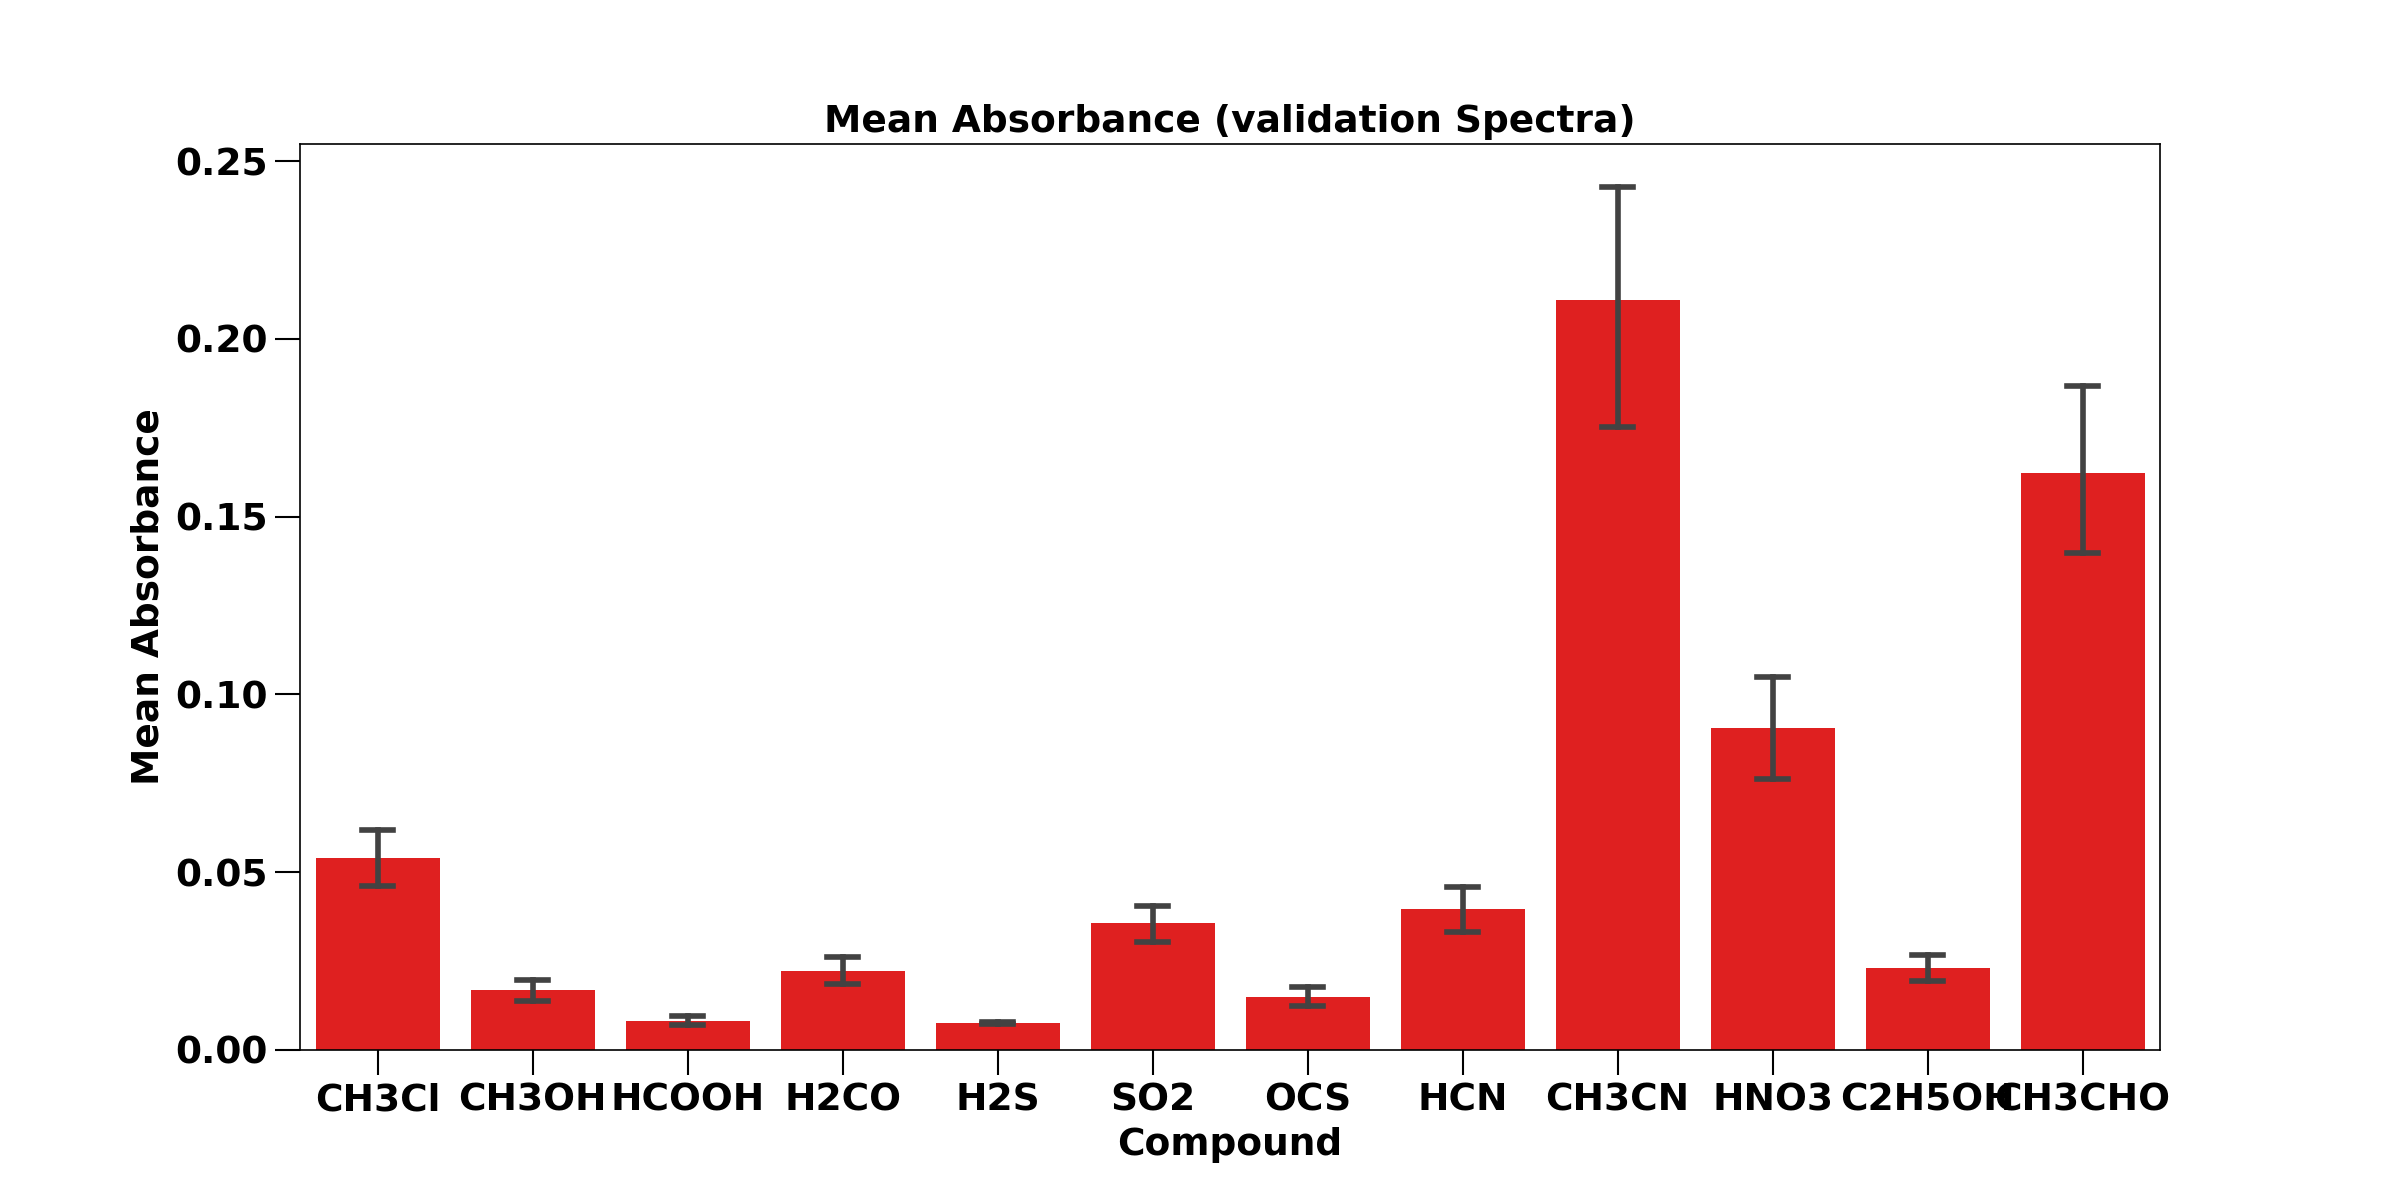 Mean Absorbance (validation Spectra)
0.25
0.20
0.15
0.10
0.05
0.00
Mean Absorbance
CH3Cl CH3OH HCOOH H2CO H2S SO2 OCS HCN CH3CN HNO3 C2H5OH CH3CHO
Compound